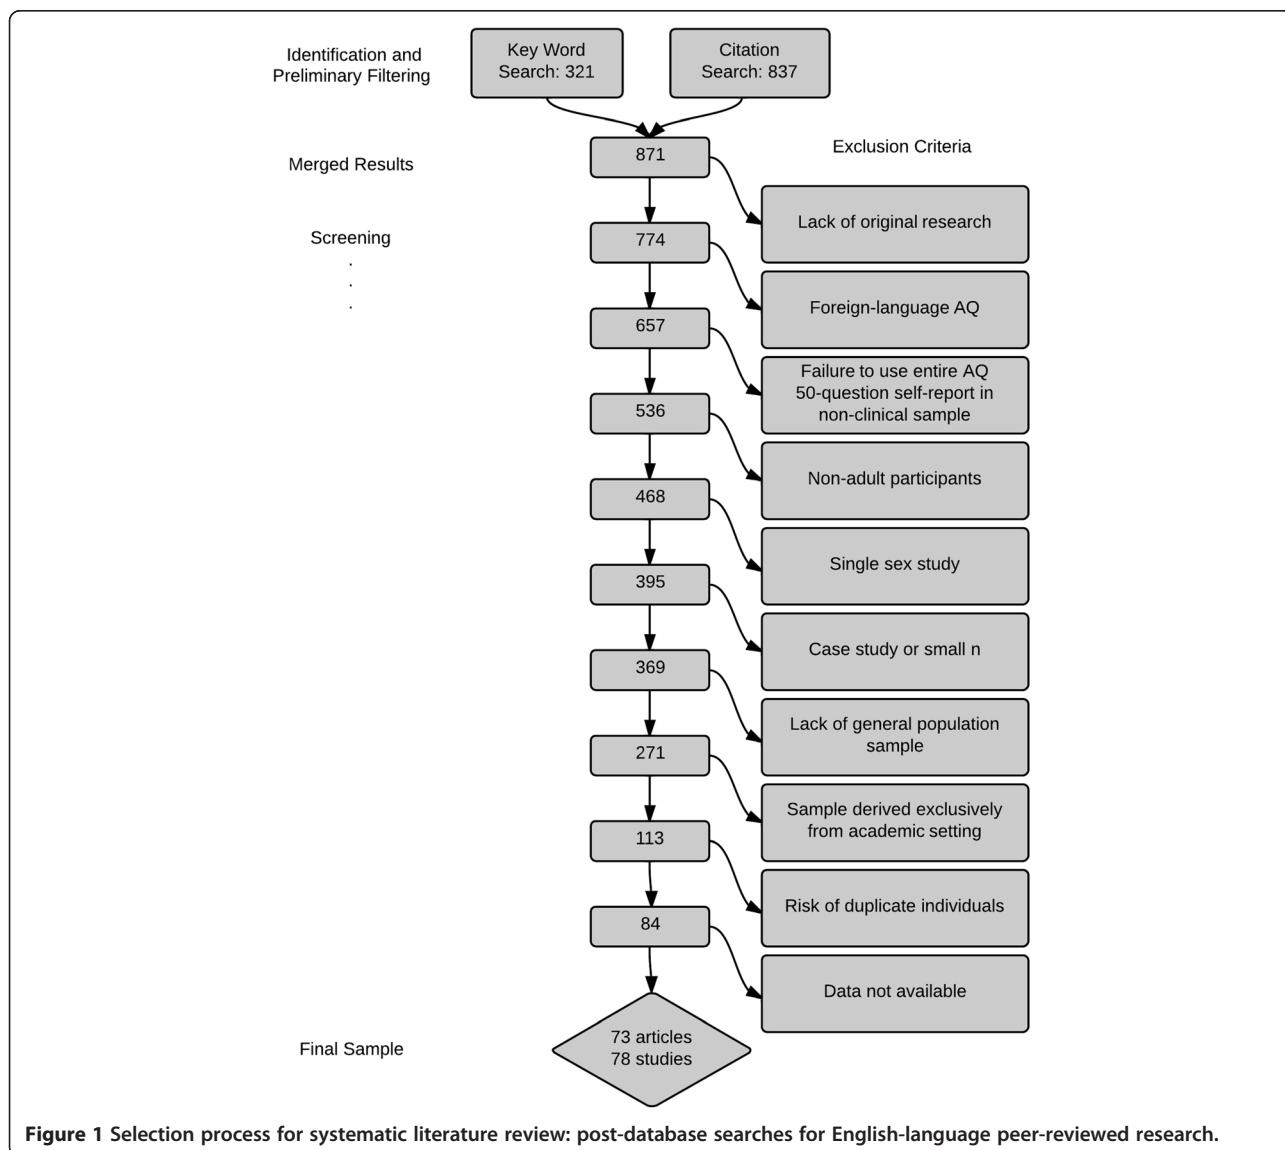 Identification and
Preliminary Filtering
Key Word
Search: 321
Citation
Search: 837
Merged Results
871
Exclusion Criteria
Lack of original research
Screening
.
.
.
774
Foreign-language AQ
657
Failure to use entire AQ
50-question self-report in
non-clinical sample
536
Non-adult participants
468
Single sex study
395
Case study or small n
369
Lack of general population
sample
271
Sample derived exclusively
from academic setting
113
Risk of duplicate individuals
84
Data not available
Final Sample
73 articles
78 studies
Figure 1 Selection process for systematic literature review: post-database searches for English-language peer-reviewed research.